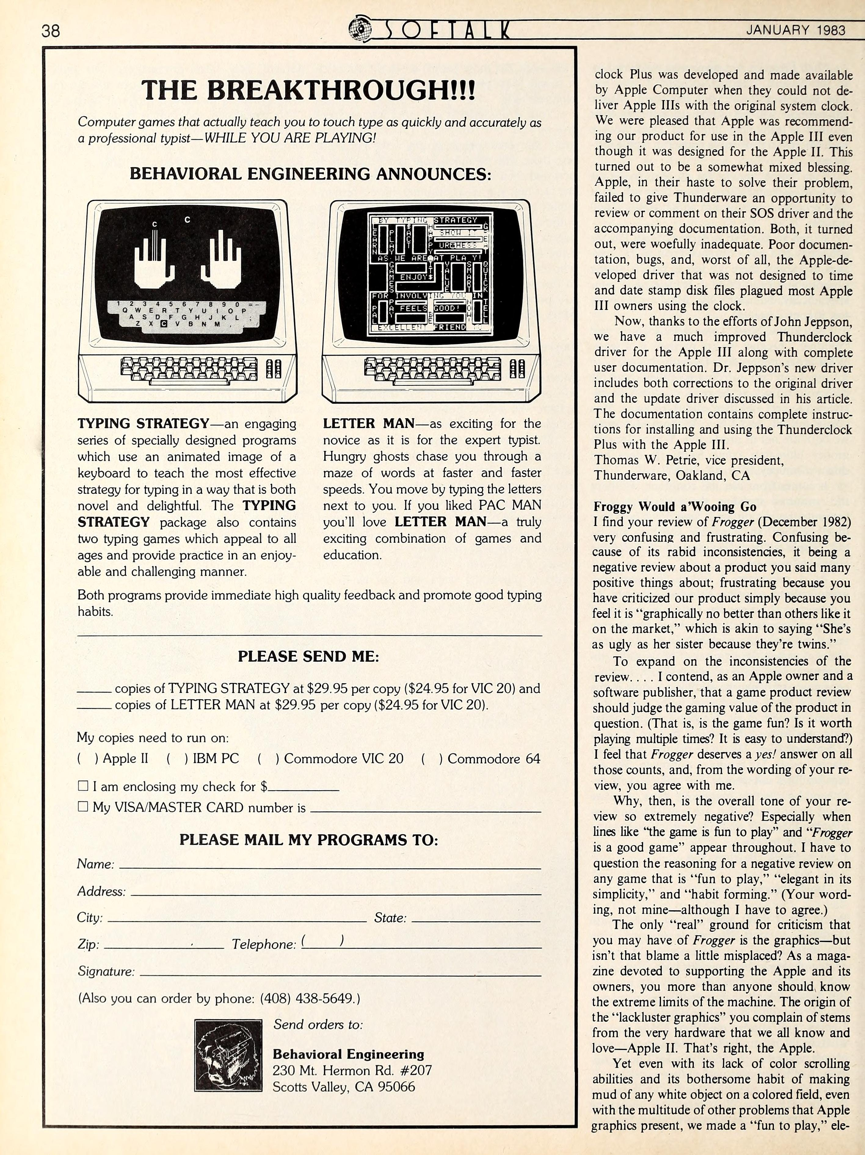 38
SOFTALK
JANUARY 1983
THE BREAKTHROUGH!!!
Computer games that actually teach you to touch type as quickly and accurately as
a professional typist—WHILE YOU ARE PLAYING!
BEHAVIORAL ENGINEERING ANNOUNCES:
C
C
1 2 3 4 5 6 7 8 9 0
Q W E R T Y U I O P
A S D F G H J K L ;
Z X C V B N M , .
BY TYPING STRATEGY
SHOW IT
AS WE ARE AT PLAY!
ENJOY
FOR INVOLVING YOU IN
A FEELS GOOD!
EXCELLENT FRIEND
TYPING STRATEGY—an engaging
series of specially designed programs
which use an animated image of a
keyboard to teach the most effective
strategy for typing in a way that is both
novel and delightful. The TYPING
STRATEGY package also contains
two typing games which appeal to all
ages and provide practice in an enjoy-
able and challenging manner.
LETTER MAN—as exciting for the
novice as it is for the expert typist.
Hungry ghosts chase you through a
maze of words at faster and faster
speeds. You move by typing the letters
next to you. If you liked PAC MAN
you'll love LETTER MAN—a truly
exciting combination of games and
education.
Both programs provide immediate high quality feedback and promote good typing
habits.
PLEASE SEND ME:
_____ copies of TYPING STRATEGY at $29.95 per copy ($24.95 for VIC 20) and
_____ copies of LETTER MAN at $29.95 per copy ($24.95 for VIC 20).
My copies need to run on:
( ) Apple II ( ) IBM PC ( ) Commodore VIC 20 ( ) Commodore 64
☐ I am enclosing my check for $__________
☐ My VISA/MASTER CARD number is __________
PLEASE MAIL MY PROGRAMS TO:
Name: __________
Address: __________
City: __________ State: __________
Zip: __________ Telephone: (     ) __________
Signature: __________
(Also you can order by phone: (408) 438-5649.)
Send orders to:
Behavioral Engineering
230 Mt. Hermon Rd. #207
Scotts Valley, CA 95066
clock Plus was developed and made available
by Apple Computer when they could not de-
liver Apple IIIs with the original system clock.
We were pleased that Apple was recommend-
ing our product for use in the Apple III even
though it was designed for the Apple II. This
turned out to be a somewhat mixed blessing.
Apple, in their haste to solve their problem,
failed to give Thunderware an opportunity to
review or comment on their SOS driver and the
accompanying documentation. Both, it turned
out, were woefully inadequate. Poor documen-
tation, bugs, and, worst of all, the Apple-de-
veloped driver that was not designed to time
and date stamp disk files plagued most Apple
III owners using the clock.
Now, thanks to the efforts of John Jeppson,
we have a much improved Thunderclock
driver for the Apple III along with complete
user documentation. Dr. Jeppson's new driver
includes both corrections to the original driver
and the update driver discussed in his article.
The documentation contains complete instruc-
tions for installing and using the Thunderclock
Plus with the Apple III.
Thomas W. Petrie, vice president,
Thunderware, Oakland, CA
Froggy Would a'Wooing Go
I find your review of Frogger (December 1982)
very confusing and frustrating. Confusing be-
cause of its rabid inconsistencies, it being a
negative review about a product you said many
positive things about; frustrating because you
have criticized our product simply because you
feel it is "graphically no better than others like it
on the market," which is akin to saying "She's
as ugly as her sister because they're twins."
To expand on the inconsistencies of the
review. . . . I contend, as an Apple owner and a
software publisher, that a game product review
should judge the gaming value of the product in
question. (That is, is the game fun? Is it worth
playing multiple times? It is easy to understand?)
I feel that Frogger deserves a yes! answer on all
those counts, and, from the wording of your re-
view, you agree with me.
Why, then, is the overall tone of your re-
view so extremely negative? Especially when
lines like "the game is fun to play" and "Frogger
is a good game" appear throughout. I have to
question the reasoning for a negative review on
any game that is "fun to play," "elegant in its
simplicity," and "habit forming." (Your word-
ing, not mine—although I have to agree.)
The only "real" ground for criticism that
you may have of Frogger is the graphics—but
isn't that blame a little misplaced? As a maga-
zine devoted to supporting the Apple and its
owners, you more than anyone should know
the extreme limits of the machine. The origin of
the "lackluster graphics" you complain of stems
from the very hardware that we all know and
love—Apple II. That's right, the Apple.
Yet even with its lack of color scrolling
abilities and its bothersome habit of making
mud of any white object on a colored field, even
with the multitude of other problems that Apple
graphics present, we made a "fun to play," ele-